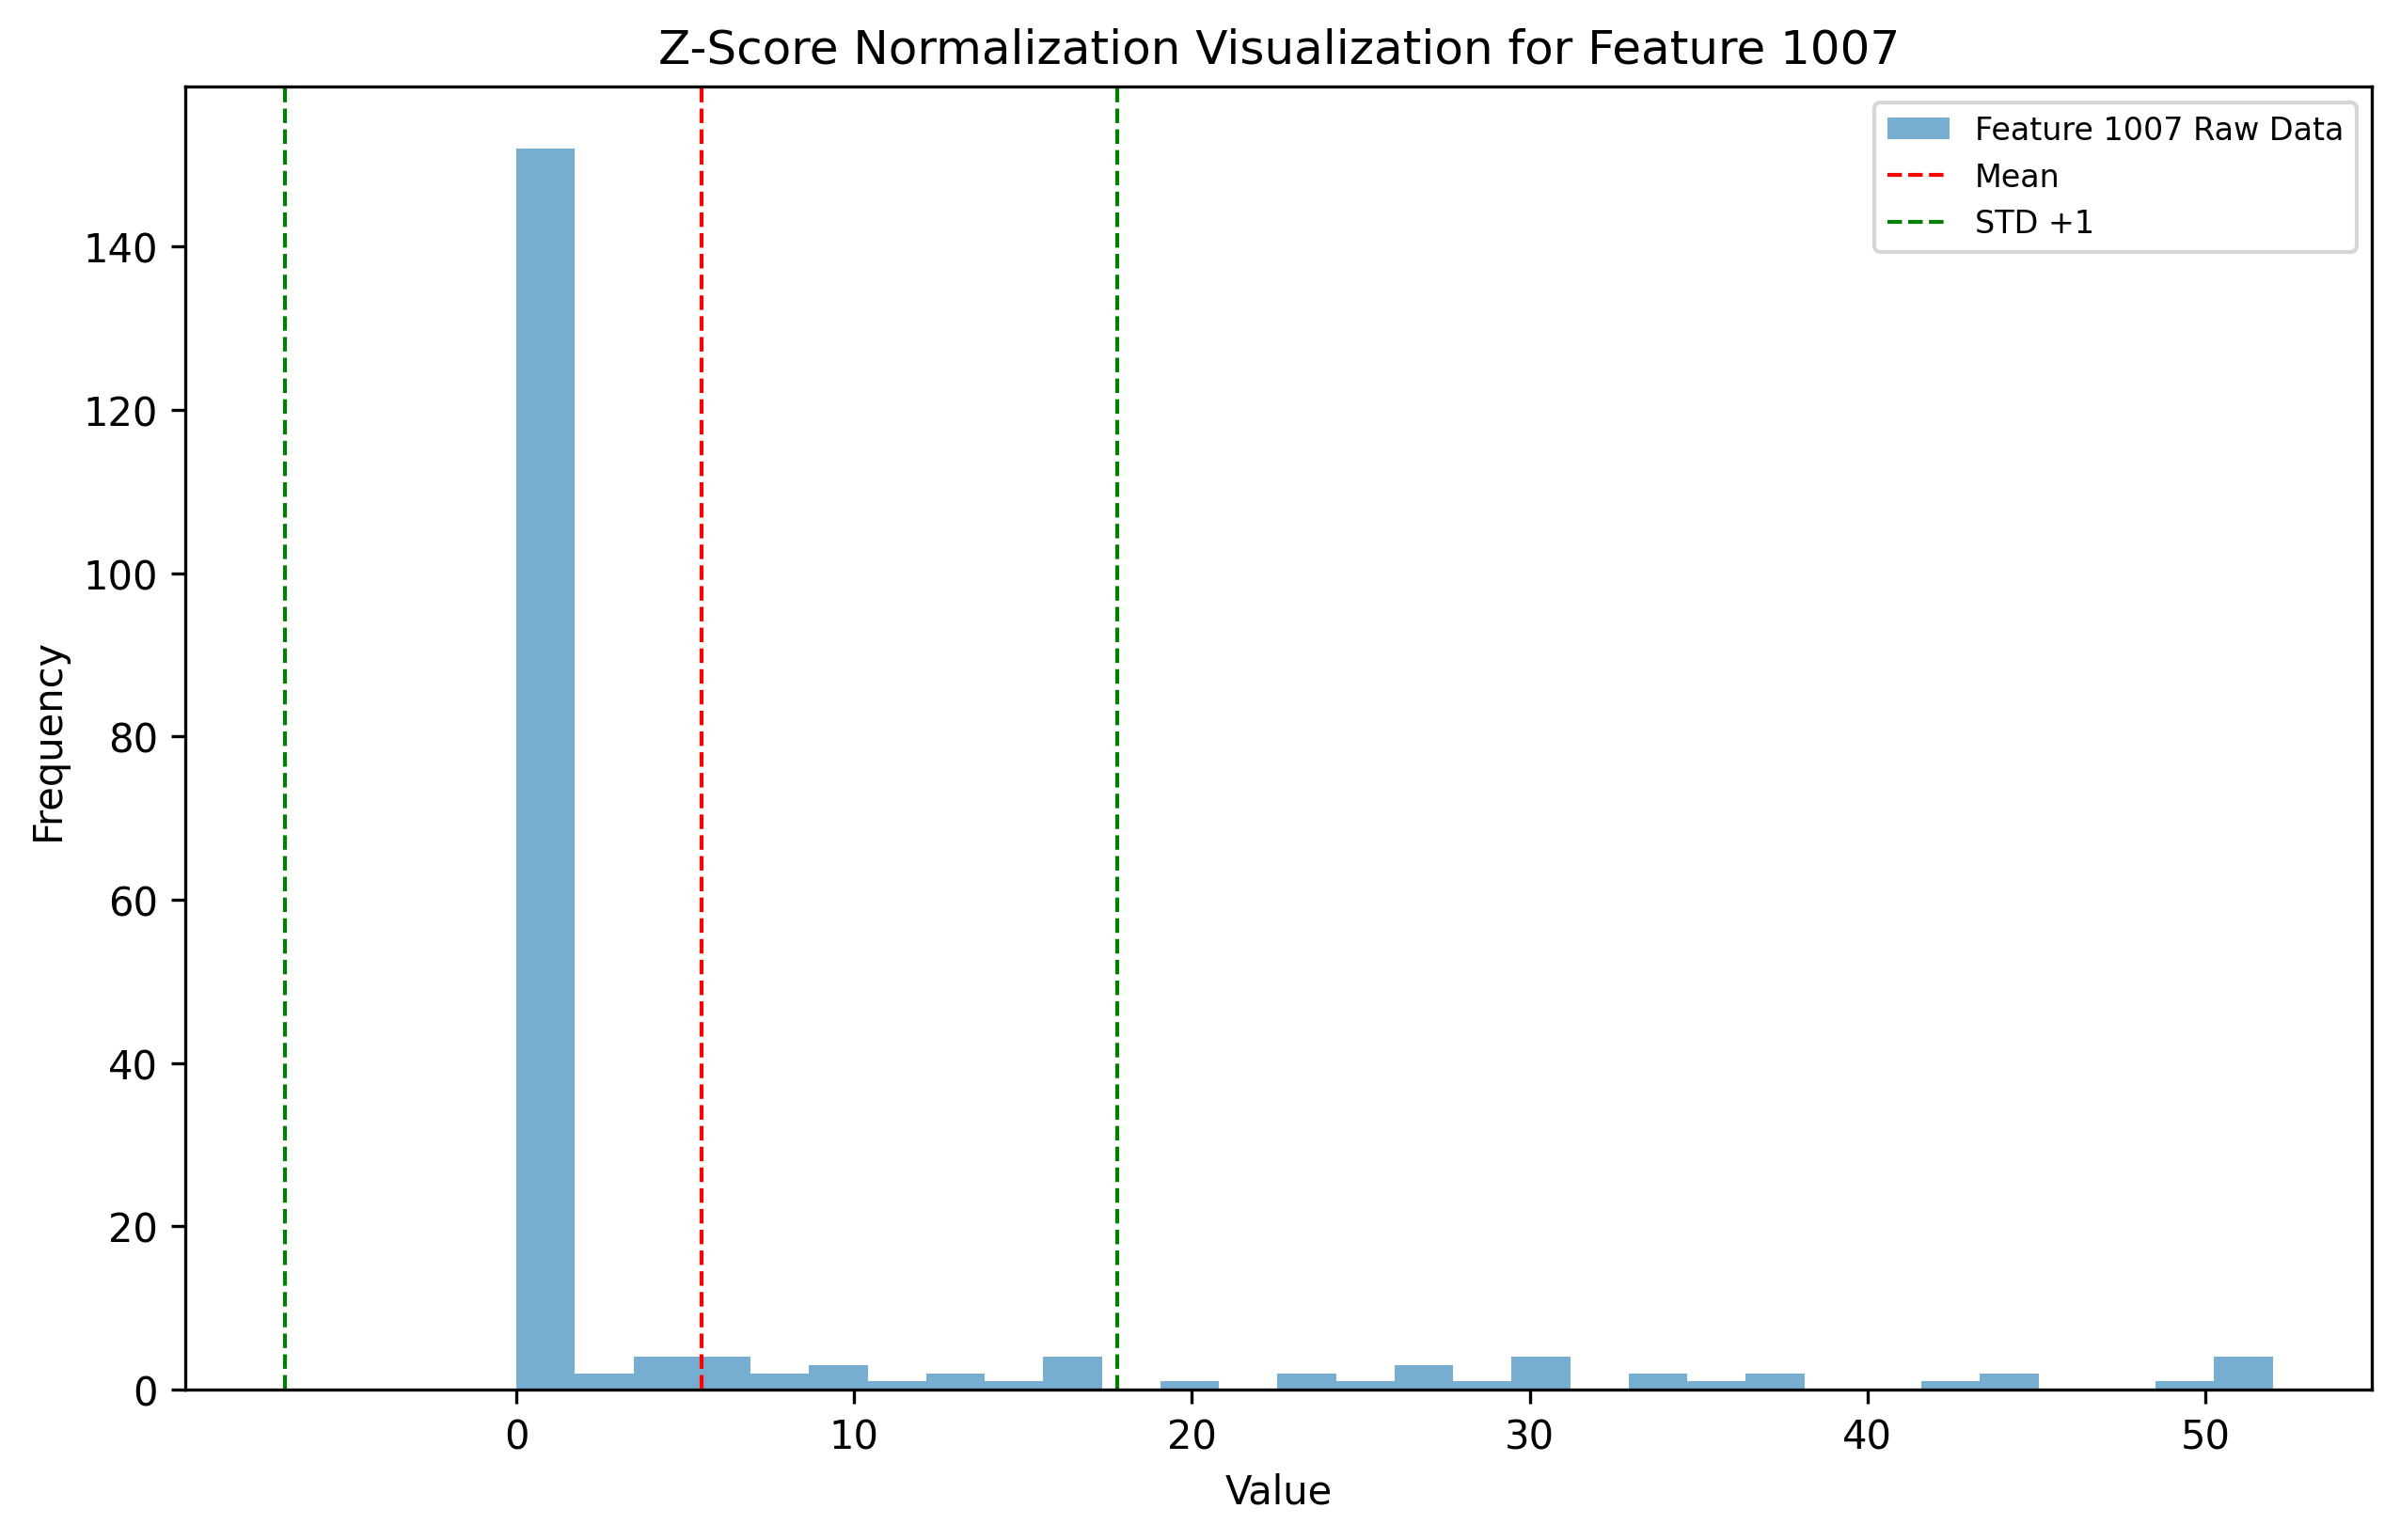 Z-Score Normalization Visualization for Feature 1007
Feature 1007 Raw Data
Mean
STD +1
140
120
100
80
60
40
20
0
Frequency
0 10 20 30 40 50
Value